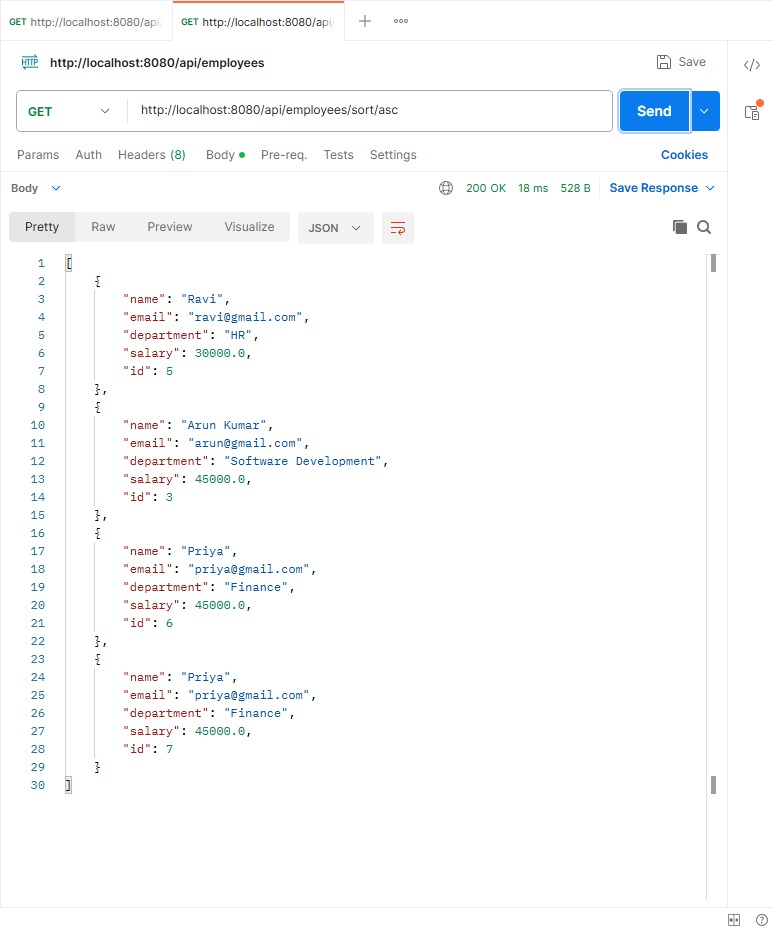 GET http://localhost:8080/api/ GET http://localhost:8080/api/
HTTP http://localhost:8080/api/employees Save
GET http://localhost:8080/api/employees/sort/asc Send
Params Auth Headers (8) Body Pre-req. Tests Settings Cookies
Body 200 OK 18 ms 528 B Save Response
Pretty Raw Preview Visualize JSON
1 [
2 {
3 "name": "Ravi",
4 "email": "ravi@gmail.com",
5 "department": "HR",
6 "salary": 30000.0,
7 "id": 5
8 },
9 {
10 "name": "Arun Kumar",
11 "email": "arun@gmail.com",
12 "department": "Software Development",
13 "salary": 45000.0,
14 "id": 3
15 },
16 {
17 "name": "Priya",
18 "email": "priya@gmail.com",
19 "department": "Finance",
20 "salary": 45000.0,
21 "id": 6
22 },
23 {
24 "name": "Priya",
25 "email": "priya@gmail.com",
26 "department": "Finance",
27 "salary": 45000.0,
28 "id": 7
29 }
30 ]